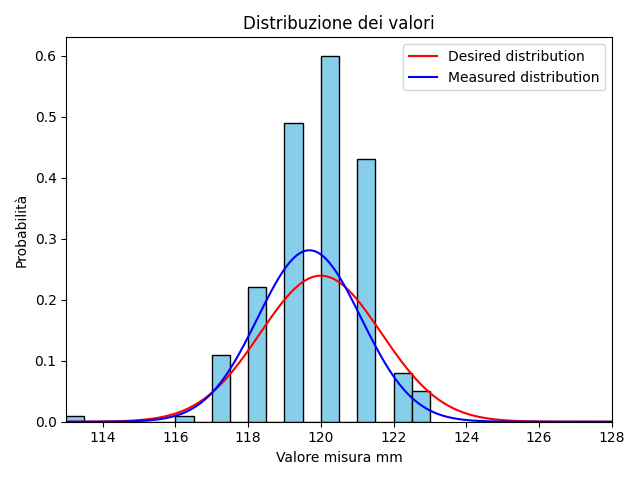 Distribuzione dei valori
Desired distribution
Measured distribution
Probabilità
0.6
0.5
0.4
0.3
0.2
0.1
0.0
114 116 118 120 122 124 126 128
Valore misura mm